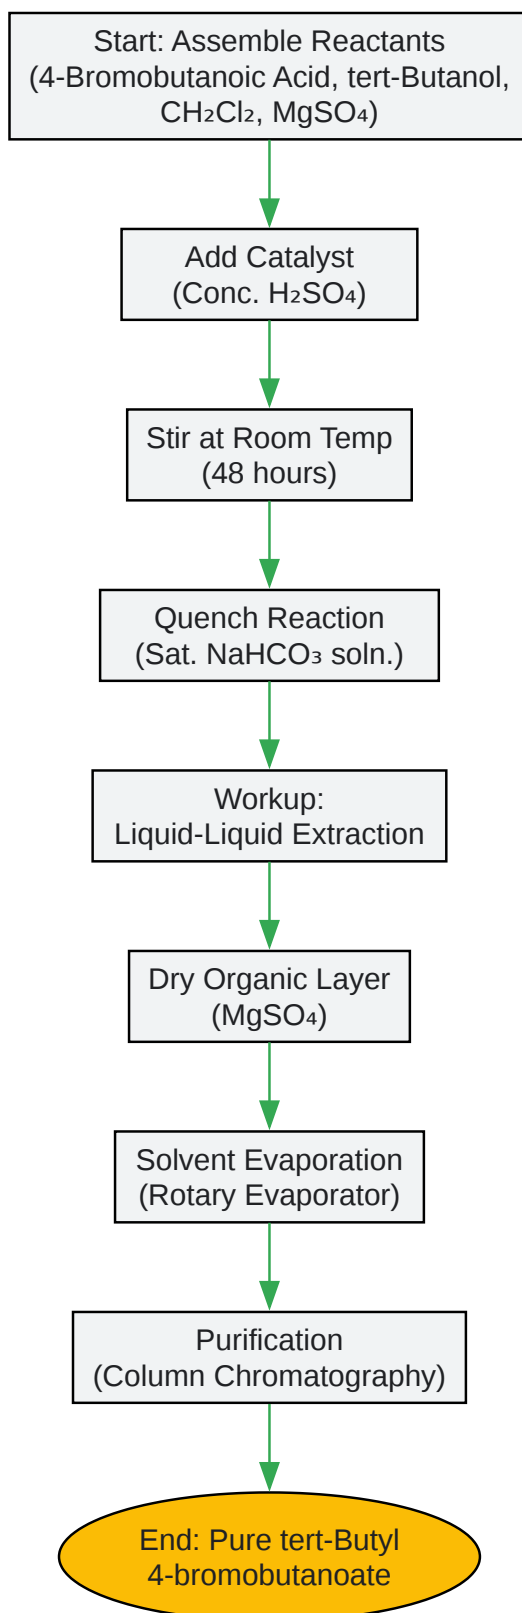 Start: Assemble Reactants
(4-Bromobutanoic Acid, tert-Butanol,
CH₂Cl₂, MgSO₄)
Add Catalyst
(Conc. H₂SO₄)
Stir at Room Temp
(48 hours)
Quench Reaction
(Sat. NaHCO₃ soln.)
Workup:
Liquid-Liquid Extraction
Dry Organic Layer
(MgSO₄)
Solvent Evaporation
(Rotary Evaporator)
Purification
(Column Chromatography)
End: Pure tert-Butyl
4-bromobutanoate